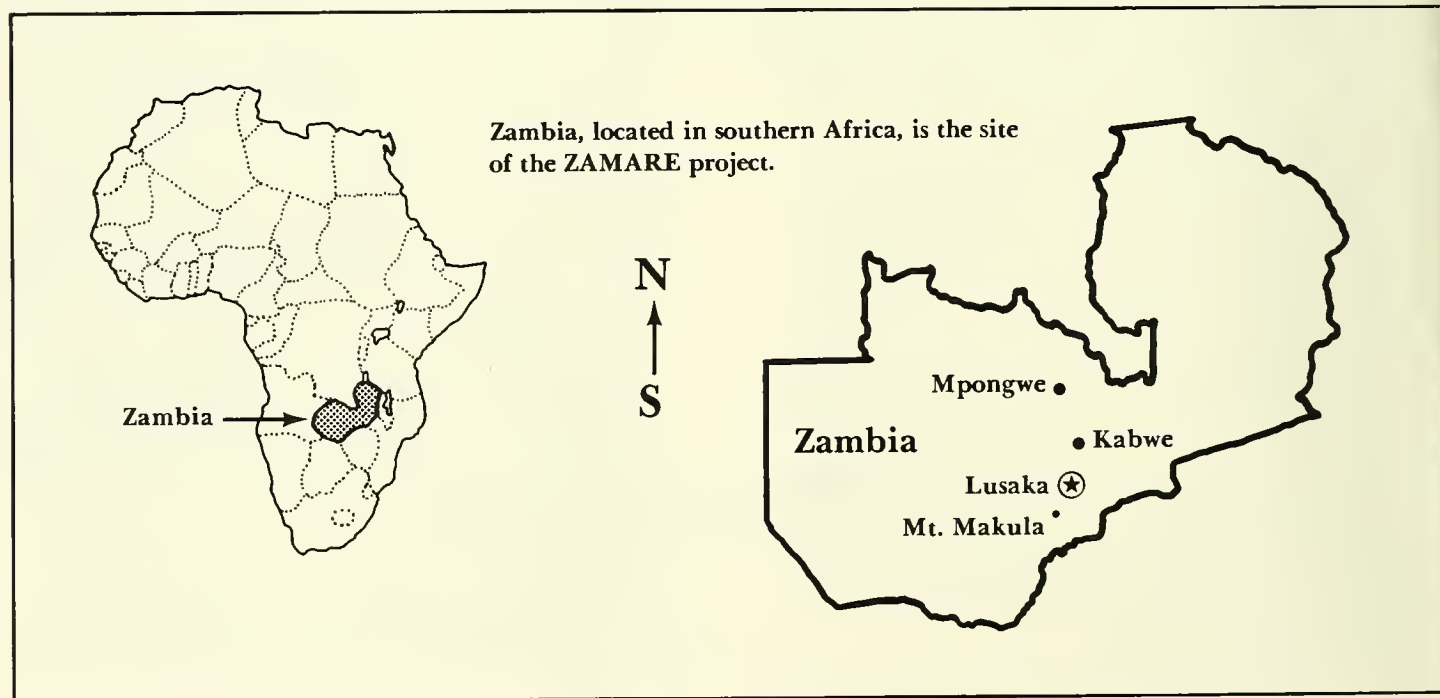 Zambia, located in southern Africa, is the site
of the ZAMARE project.
N
S
Zambia
Mpongwe
Zambia
Kabwe
Lusaka
Mt. Makula